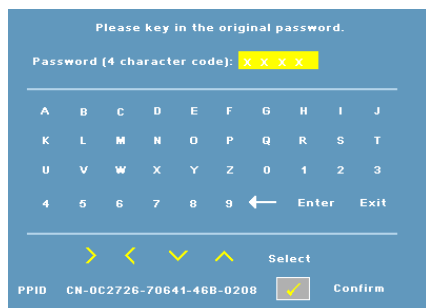 Please key in the original password.
Password (4 character code): X X X X
A B C D E F G H I J
K L M N O P Q R S T
U V W X Y Z 0 1 2 3
4 5 6 7 8 9 ← Enter Exit
> < ∨ ∧ Select
PPID CN-0C2726-70641-46B-0208 ✓ Confirm